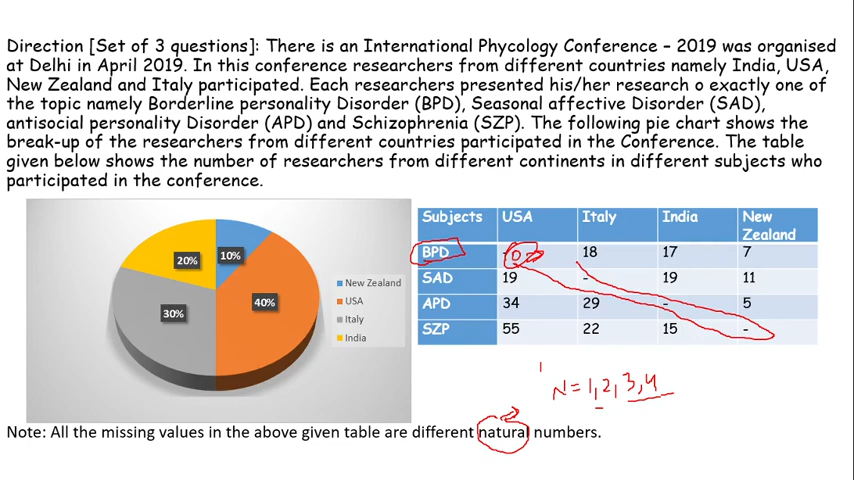 Direction [Set of 3 questions]: There is an International Phycology Conference – 2019 was organised
at Delhi in April 2019. In this conference researchers from different countries namely India, USA,
New Zealand and Italy participated. Each researchers presented his/her research o exactly one of
the topic namely Borderline personality Disorder (BPD), Seasonal affective Disorder (SAD),
antisocial personality Disorder (APD) and Schizophrenia (SZP). The following pie chart shows the
break-up of the researchers from different countries participated in the Conference. The table
given below shows the number of researchers from different continents in different subjects who
participated in the conference.
20%
10%
30%
40%
New Zealand
USA
Italy
India
Subjects USA Italy India New Zealand
BPD 0 18 17 7
SAD 19 - 19 11
APD 34 29 - 5
SZP 55 22 15 -
N = 1, 2, 3, 4
Note: All the missing values in the above given table are different natural numbers.